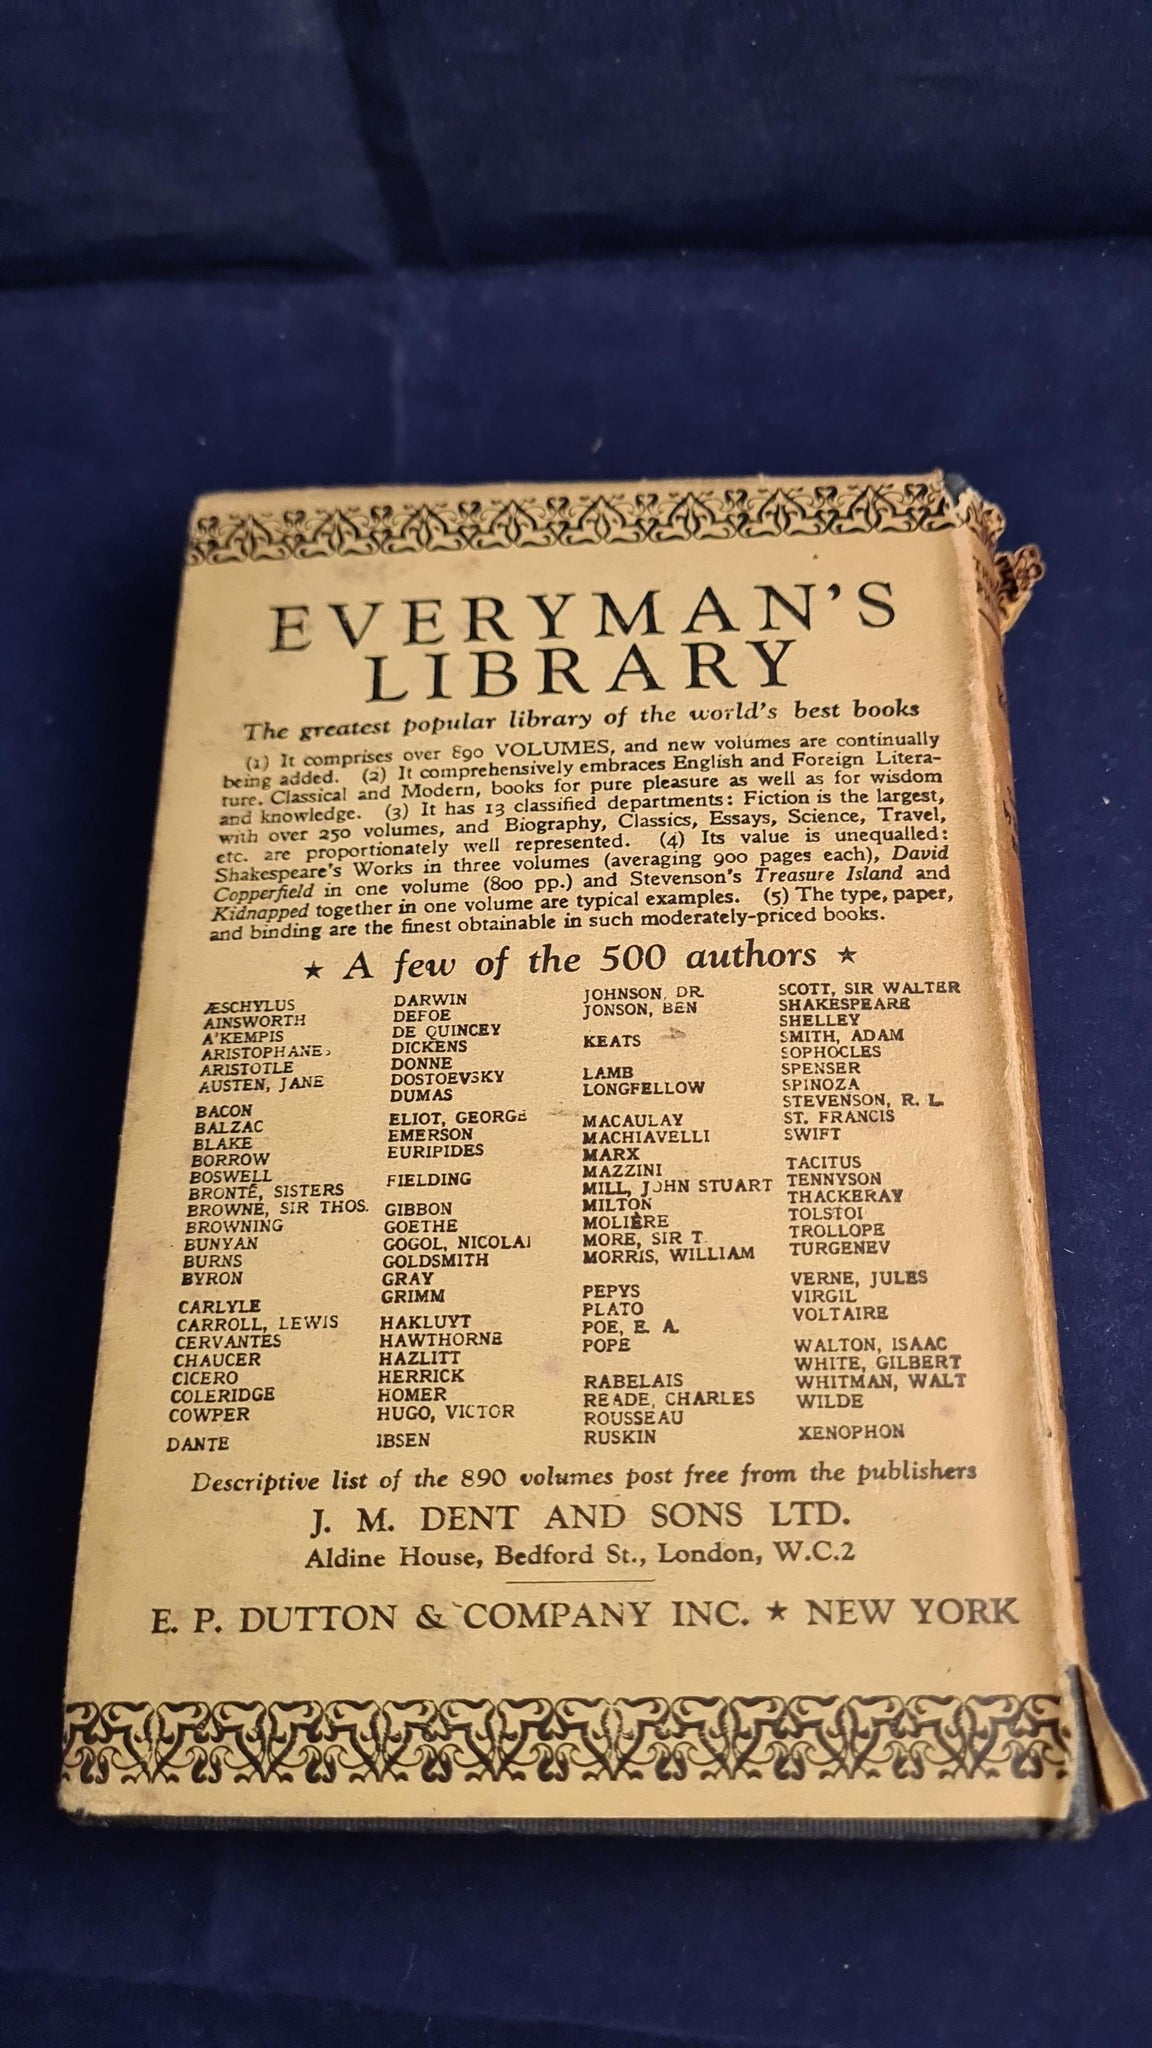 EVERYMAN'S
LIBRARY
The greatest popular library of the world's best books
(1) It comprises over 890 VOLUMES, and new volumes are continually
being added. (2) It comprehensively embraces English and Foreign Litera-
ture, Classical and Modern, books for pure pleasure as well as for wisdom
and knowledge. (3) It has 13 classified departments: Fiction is the largest,
with over 250 volumes, and Biography, Classics, Essays, Science, Travel,
etc. are proportionately well represented. (4) Its value is unequalled:
Shakespeare's Works in three volumes (averaging 900 pages each), David
Copperfield in one volume (800 pp.) and Stevenson's Treasure Island and
Kidnapped together in one volume are typical examples. (5) The type, paper,
and binding are the finest obtainable in such moderately-priced books.
★ A few of the 500 authors ★
ÆSCHYLUS
AINSWORTH
A'KEMPIS
ARISTOPHANES
ARISTOTLE
AUSTEN, JANE
BACON
BALZAC
BLAKE
BORROW
BOSWELL
BRONTË, SISTERS
BROWNE, SIR THOS.
BROWNING
BUNYAN
BURNS
BYRON
CARLYLE
CARROLL, LEWIS
CERVANTES
CHAUCER
CICERO
COLERIDGE
COWPER
DANTE
DARWIN
DEFOE
DE QUINCEY
DICKENS
DONNE
DOSTOEVSKY
DUMAS
ELIOT, GEORGE
EMERSON
EURIPIDES
FIELDING
GIBBON
GOETHE
GOGOL, NICOLAI
GOLDSMITH
GRAY
GRIMM
HAKLUYT
HAWTHORNE
HAZLITT
HERRICK
HOMER
HUGO, VICTOR
IBSEN
JOHNSON, DR.
JONSON, BEN
KEATS
LAMB
LONGFELLOW
MACAULAY
MACHIAVELLI
MARX
MAZZINI
MILL, JOHN STUART
MILTON
MOLIÈRE
MORE, SIR T.
MORRIS, WILLIAM
PEPYS
PLATO
POE, E. A.
POPE
RABELAIS
READE, CHARLES
ROUSSEAU
RUSKIN
SCOTT, SIR WALTER
SHAKESPEARE
SHELLEY
SMITH, ADAM
SOPHOCLES
SPENSER
SPINOZA
STEVENSON, R. L.
ST. FRANCIS
SWIFT
TACITUS
TENNYSON
THACKERAY
TOLSTOI
TROLLOPE
TURGENEV
VERNE, JULES
VIRGIL
VOLTAIRE
WALTON, ISAAC
WHITE, GILBERT
WHITMAN, WALT
WILDE
XENOPHON
Descriptive list of the 890 volumes post free from the publishers
J. M. DENT AND SONS LTD.
Aldine House, Bedford St., London, W.C.2
E. P. DUTTON & COMPANY INC. ★ NEW YORK